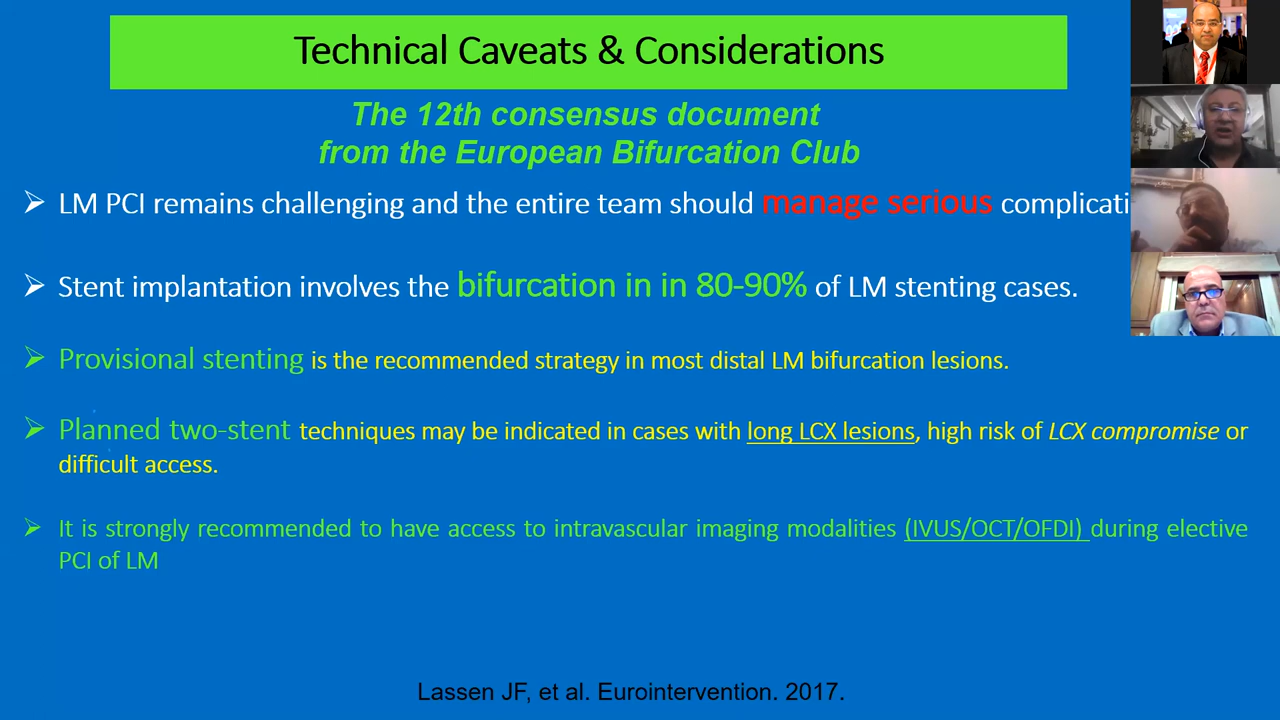 Technical Caveats & Considerations
The 12th consensus document
from the European Bifurcation Club
LM PCI remains challenging and the entire team should manage serious complicati
Stent implantation involves the bifurcation in in 80-90% of LM stenting cases.
Provisional stenting is the recommended strategy in most distal LM bifurcation lesions.
Planned two-stent techniques may be indicated in cases with long LCX lesions, high risk of LCX compromise or
difficult access.
It is strongly recommended to have access to intravascular imaging modalities (IVUS/OCT/OFDI) during elective
PCI of LM
Lassen JF, et al. Eurointervention. 2017.